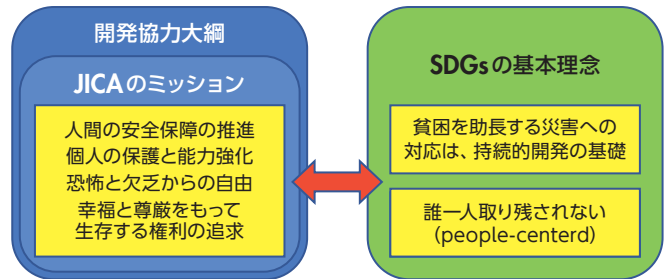 開発協力大綱
JICAのミッション
人間の安全保障の推進
個人の保護と能力強化
恐怖と欠乏からの自由
幸福と尊厳をもって
生存する権利の追求
SDGsの基本理念
貧困を助長する災害への
対応は、持続的開発の基礎
誰一人取り残されない
(people-centerd)